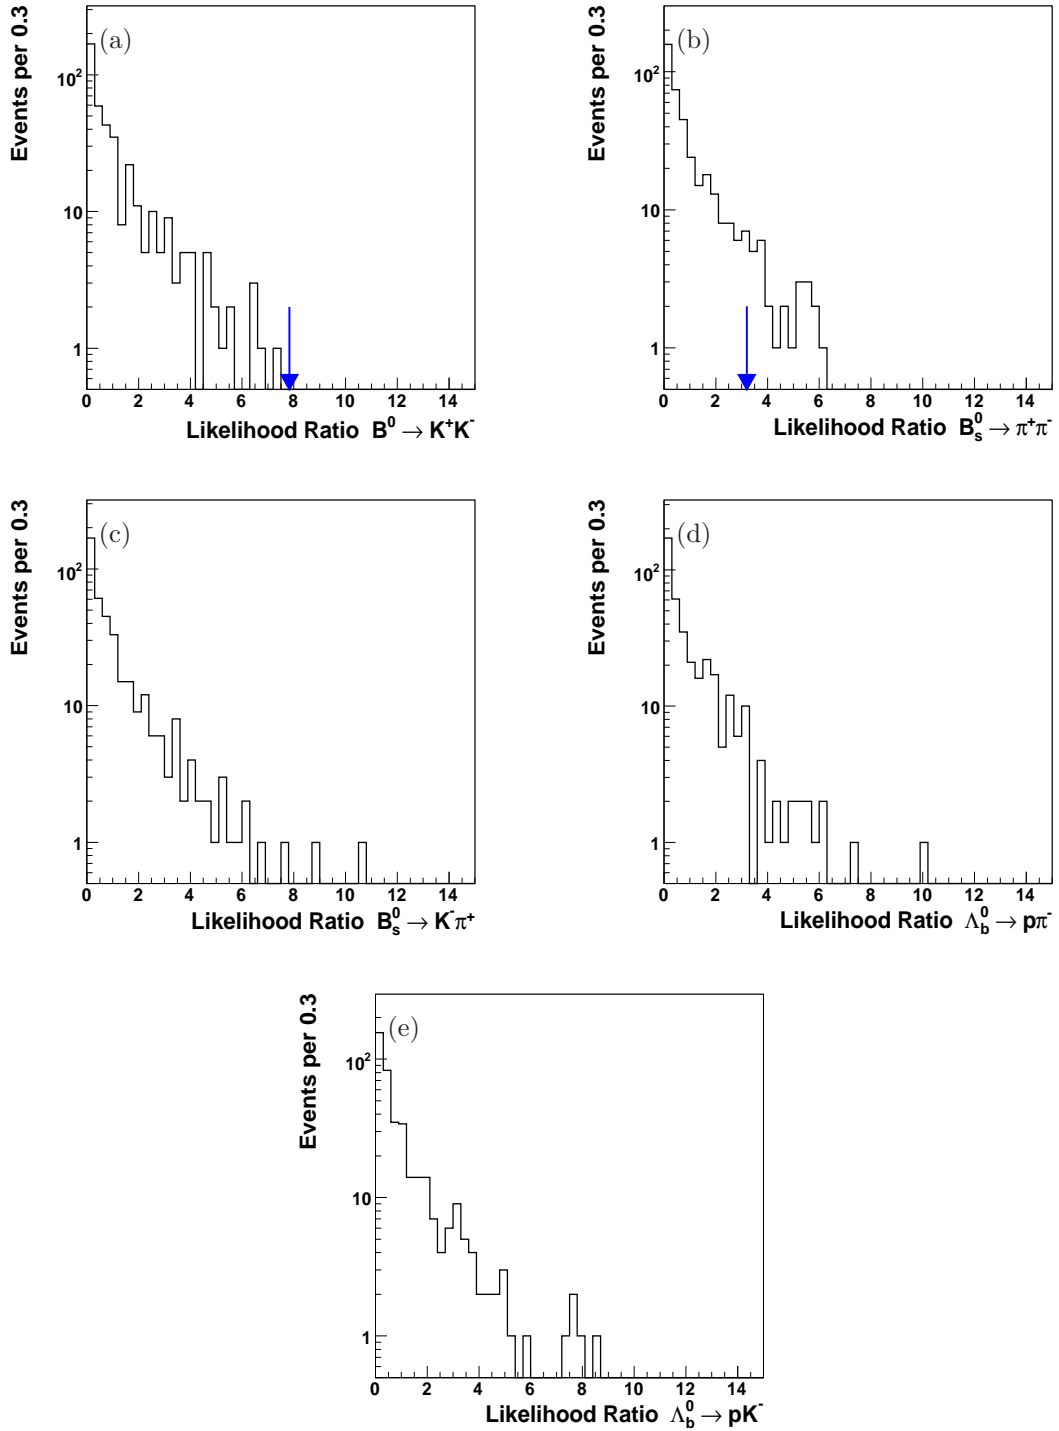 Events per 0.3
(a)
10²
10
1
0 2 4 6 8 10 12 14
Likelihood Ratio B⁰ → K⁺K⁻
Events per 0.3
(b)
10²
10
1
0 2 4 6 8 10 12 14
Likelihood Ratio B⁰ₛ → π⁺π⁻
Events per 0.3
(c)
10²
10
1
0 2 4 6 8 10 12 14
Likelihood Ratio B⁰ₛ → K⁻π⁺
Events per 0.3
(d)
10²
10
1
0 2 4 6 8 10 12 14
Likelihood Ratio Λ⁰_b → pπ⁻
Events per 0.3
(e)
10²
10
1
0 2 4 6 8 10 12 14
Likelihood Ratio Λ⁰_b → pK⁻